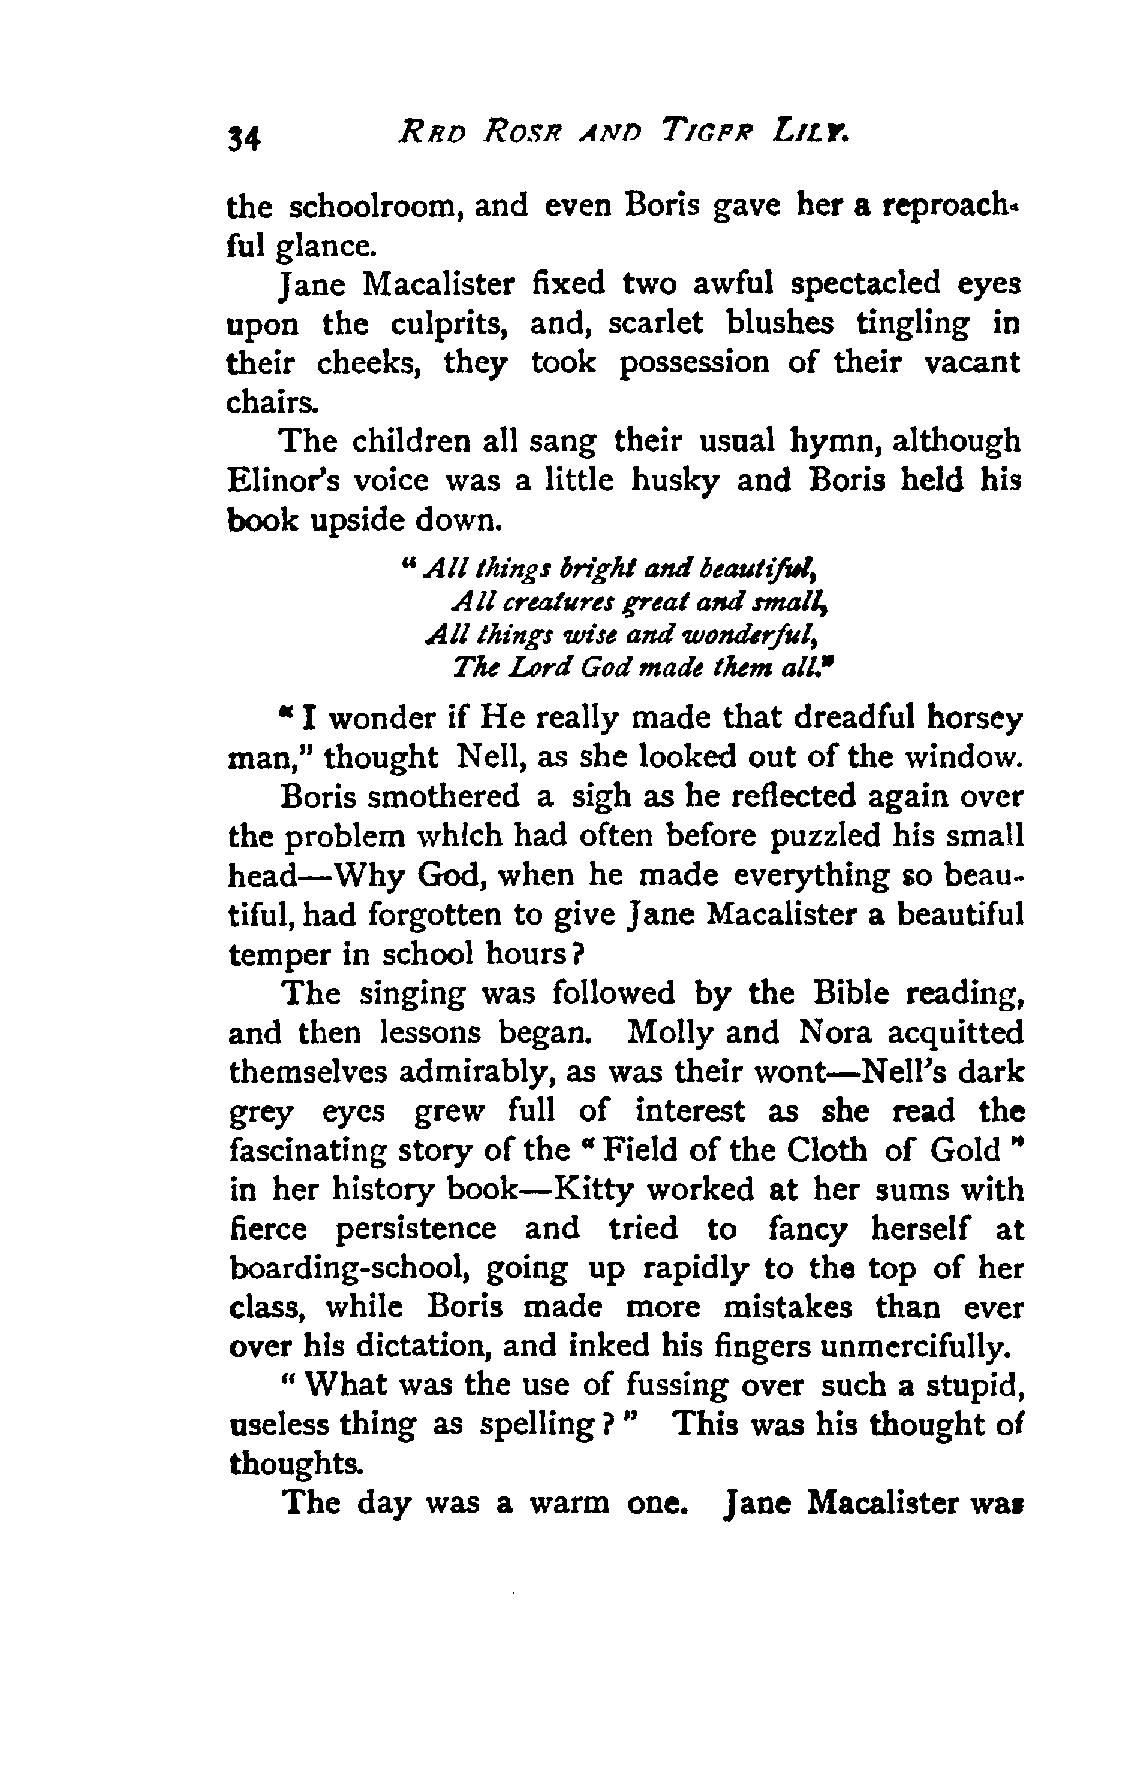 34 RED ROSE AND TIGER LILY.
the schoolroom, and even Boris gave her a reproach-
ful glance.
Jane Macalister fixed two awful spectacled eyes
upon the culprits, and, scarlet blushes tingling in
their cheeks, they took possession of their vacant
chairs.
The children all sang their usual hymn, although
Elinor's voice was a little husky and Boris held his
book upside down.
"All things bright and beautiful,
All creatures great and small,
All things wise and wonderful,
The Lord God made them all."
"I wonder if He really made that dreadful horsey
man," thought Nell, as she looked out of the window.
Boris smothered a sigh as he reflected again over
the problem which had often before puzzled his small
head—Why God, when he made everything so beau-
tiful, had forgotten to give Jane Macalister a beautiful
temper in school hours?
The singing was followed by the Bible reading,
and then lessons began. Molly and Nora acquitted
themselves admirably, as was their wont—Nell's dark
grey eyes grew full of interest as she read the
fascinating story of the "Field of the Cloth of Gold"
in her history book—Kitty worked at her sums with
fierce persistence and tried to fancy herself at
boarding-school, going up rapidly to the top of her
class, while Boris made more mistakes than ever
over his dictation, and inked his fingers unmercifully.
"What was the use of fussing over such a stupid,
useless thing as spelling?" This was his thought of
thoughts.
The day was a warm one. Jane Macalister was